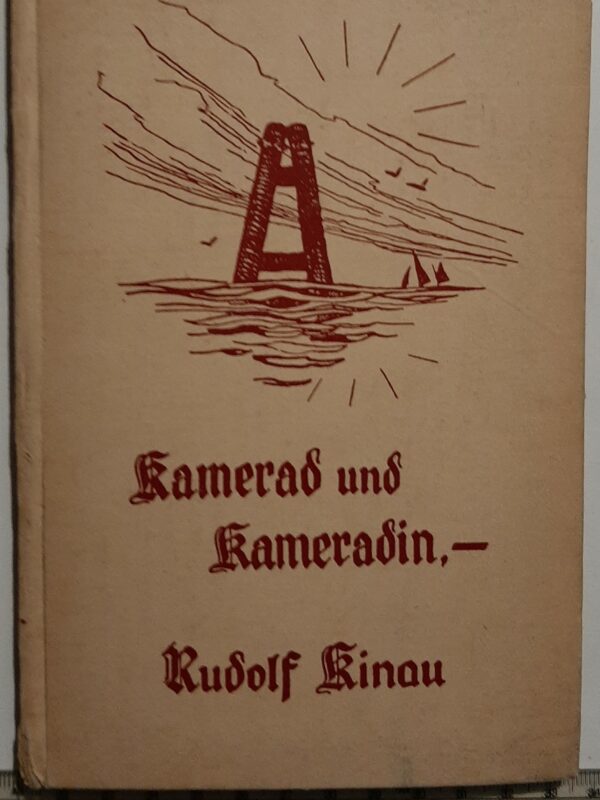 Kamerad und
Kameradin,—
Rudolf Kinau